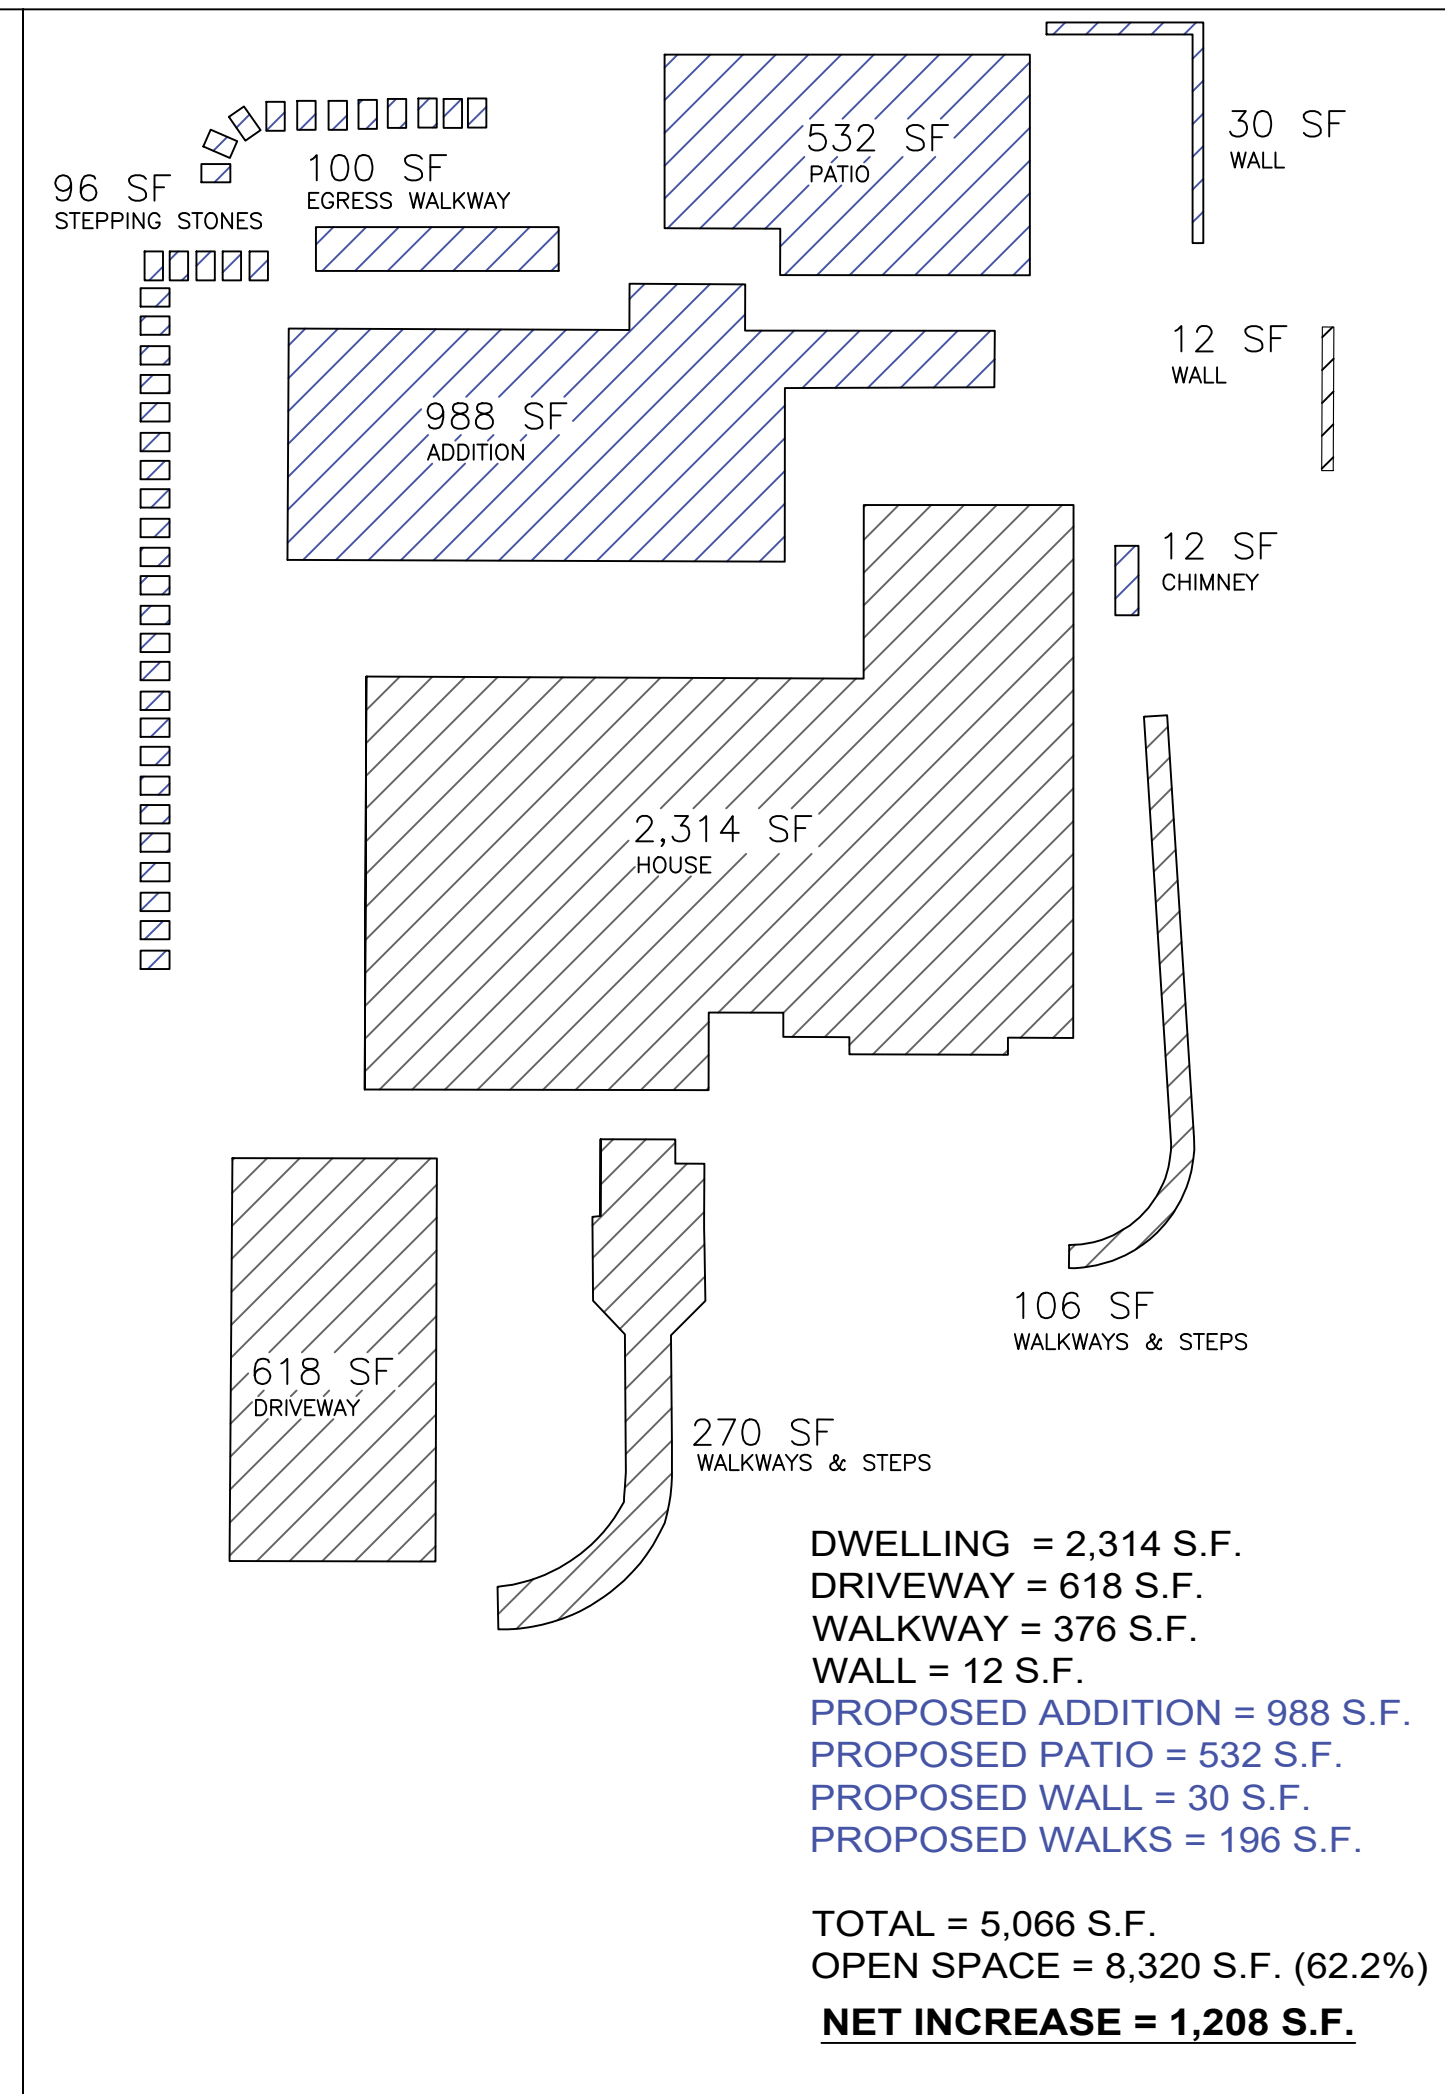 532 SF
PATIO
30 SF
WALL
100 SF
EGRESS WALKWAY
96 SF
STEPPING STONES
12 SF
WALL
988 SF
ADDITION
12 SF
CHIMNEY
2,314 SF
HOUSE
106 SF
WALKWAYS & STEPS
618 SF
DRIVEWAY
270 SF
WALKWAYS & STEPS
DWELLING = 2,314 S.F.
DRIVEWAY = 618 S.F.
WALKWAY = 376 S.F.
WALL = 12 S.F.
PROPOSED ADDITION = 988 S.F.
PROPOSED PATIO = 532 S.F.
PROPOSED WALL = 30 S.F.
PROPOSED WALKS = 196 S.F.
TOTAL = 5,066 S.F.
OPEN SPACE = 8,320 S.F. (62.2%)
NET INCREASE = 1,208 S.F.